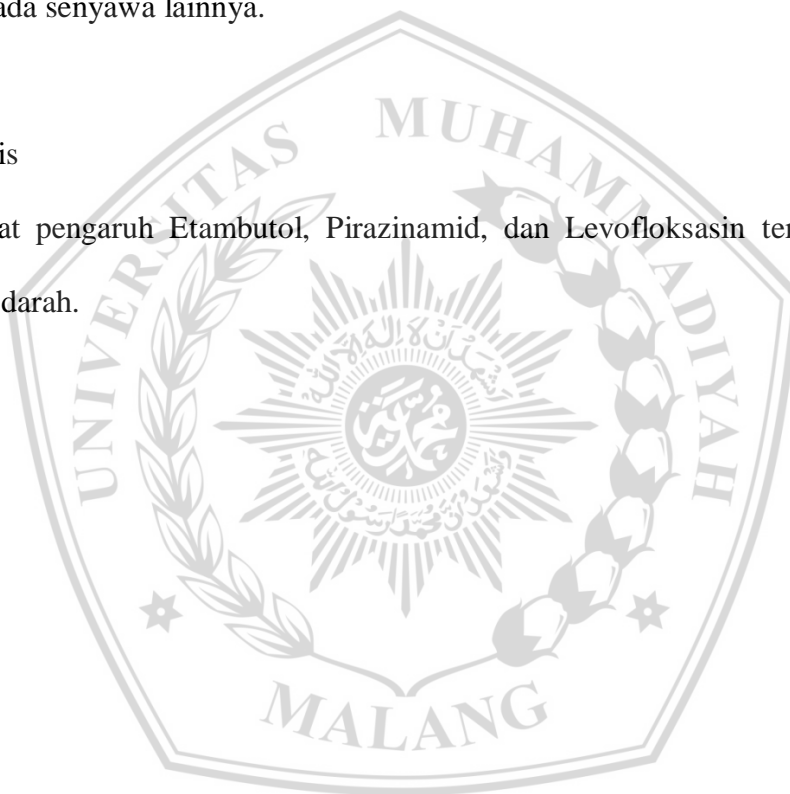 ada senyawa lainnya.
is
at pengaruh Etambutol, Pirazinamid, dan Levofloksasin ter
darah.
UNIVERSITAS MUHAMMADIYAH
MALANG